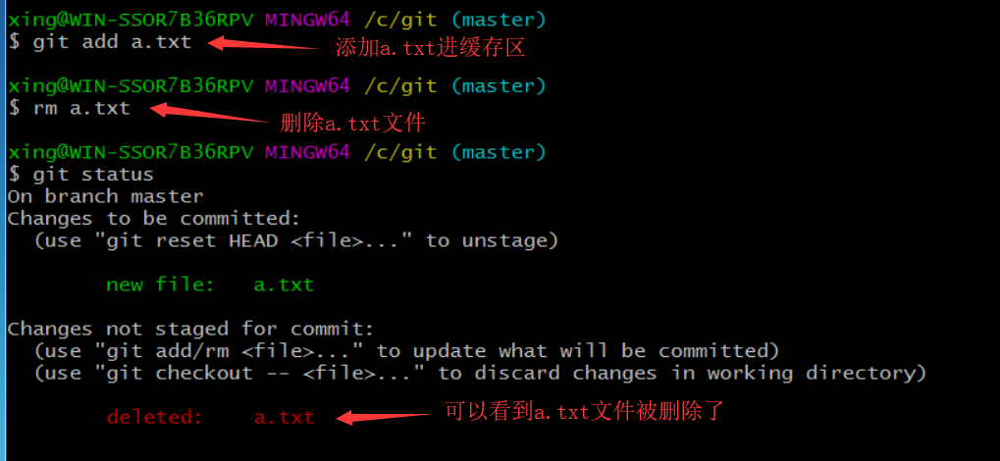 xing@WIN-SSOR7B36RPV MINGW64 /c/git (master)
$ git add a.txt
添加a.txt进缓存区
xing@WIN-SSOR7B36RPV MINGW64 /c/git (master)
$ rm a.txt
删除a.txt文件
xing@WIN-SSOR7B36RPV MINGW64 /c/git (master)
$ git status
On branch master
Changes to be committed:
  (use "git reset HEAD <file>..." to unstage)
        new file:   a.txt
Changes not staged for commit:
  (use "git add/rm <file>..." to update what will be committed)
  (use "git checkout -- <file>..." to discard changes in working directory)
        deleted:    a.txt
可以看到a.txt文件被删除了